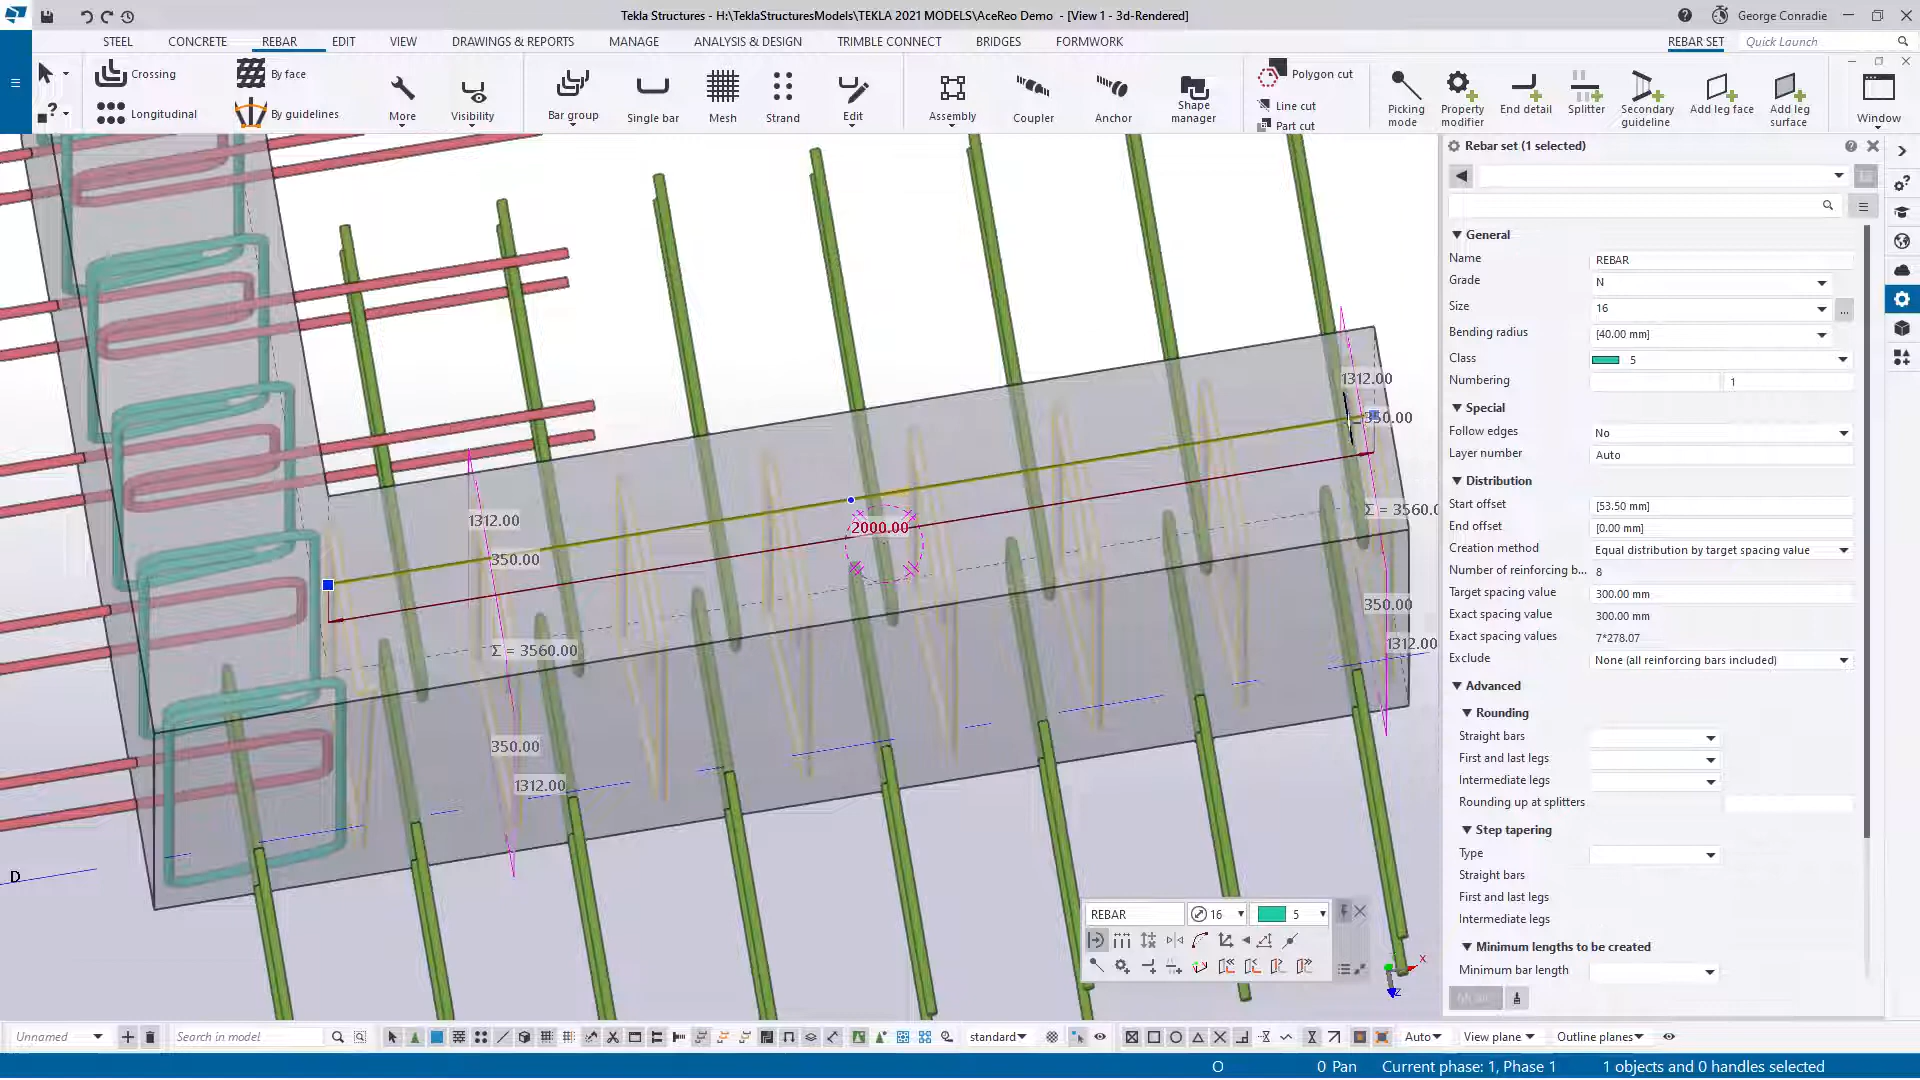 Tekla Structures - H:\TeklaStructuresModels\TEKLA 2021 MODELS\AceReo Demo - [View 1 - 3d-Rendered]
George Conradie
STEEL CONCRETE REBAR EDIT VIEW DRAWINGS & REPORTS MANAGE ANALYSIS & DESIGN TRIMBLE CONNECT BRIDGES FORMWORK
REBAR SET
Quick Launch
Crossing
Longitudinal
By face
By guidelines
More
Visibility
Bar group
Single bar
Mesh
Strand
Edit
Assembly
Coupler
Anchor
Shape
manager
Polygon cut
Line cut
Part cut
Picking
mode
Property
modifier
End detail
Splitter
Secondary
guideline
Add leg face
Add leg
surface
Window
Rebar set (1 selected)
General
Name REBAR
Grade N
Size 16 ...
Bending radius [40.00 mm]
Class 5
Numbering 1
Special
Follow edges No
Layer number Auto
Distribution
Start offset [53.50 mm]
End offset [0.00 mm]
Creation method Equal distribution by target spacing value
Number of reinforcing b... 8
Target spacing value 300.00 mm
Exact spacing value 300.00 mm
Exact spacing values 7*278.07
Exclude None (all reinforcing bars included)
Advanced
Rounding
Straight bars
First and last legs
Intermediate legs
Rounding up at splitters
Step tapering
Type
Straight bars
First and last legs
Intermediate legs
Minimum lengths to be created
Minimum bar length
1312.00
350.00
1312.00
350.00
2000.00
Σ = 3560.0
350.00
1312.00
Σ = 3560.00
350.00
1312.00
D
REBAR 16 5
x
z
Unnamed
Search in model
standard
Auto
View plane
Outline planes
O
0 Pan
Current phase: 1, Phase 1
1 objects and 0 handles selected